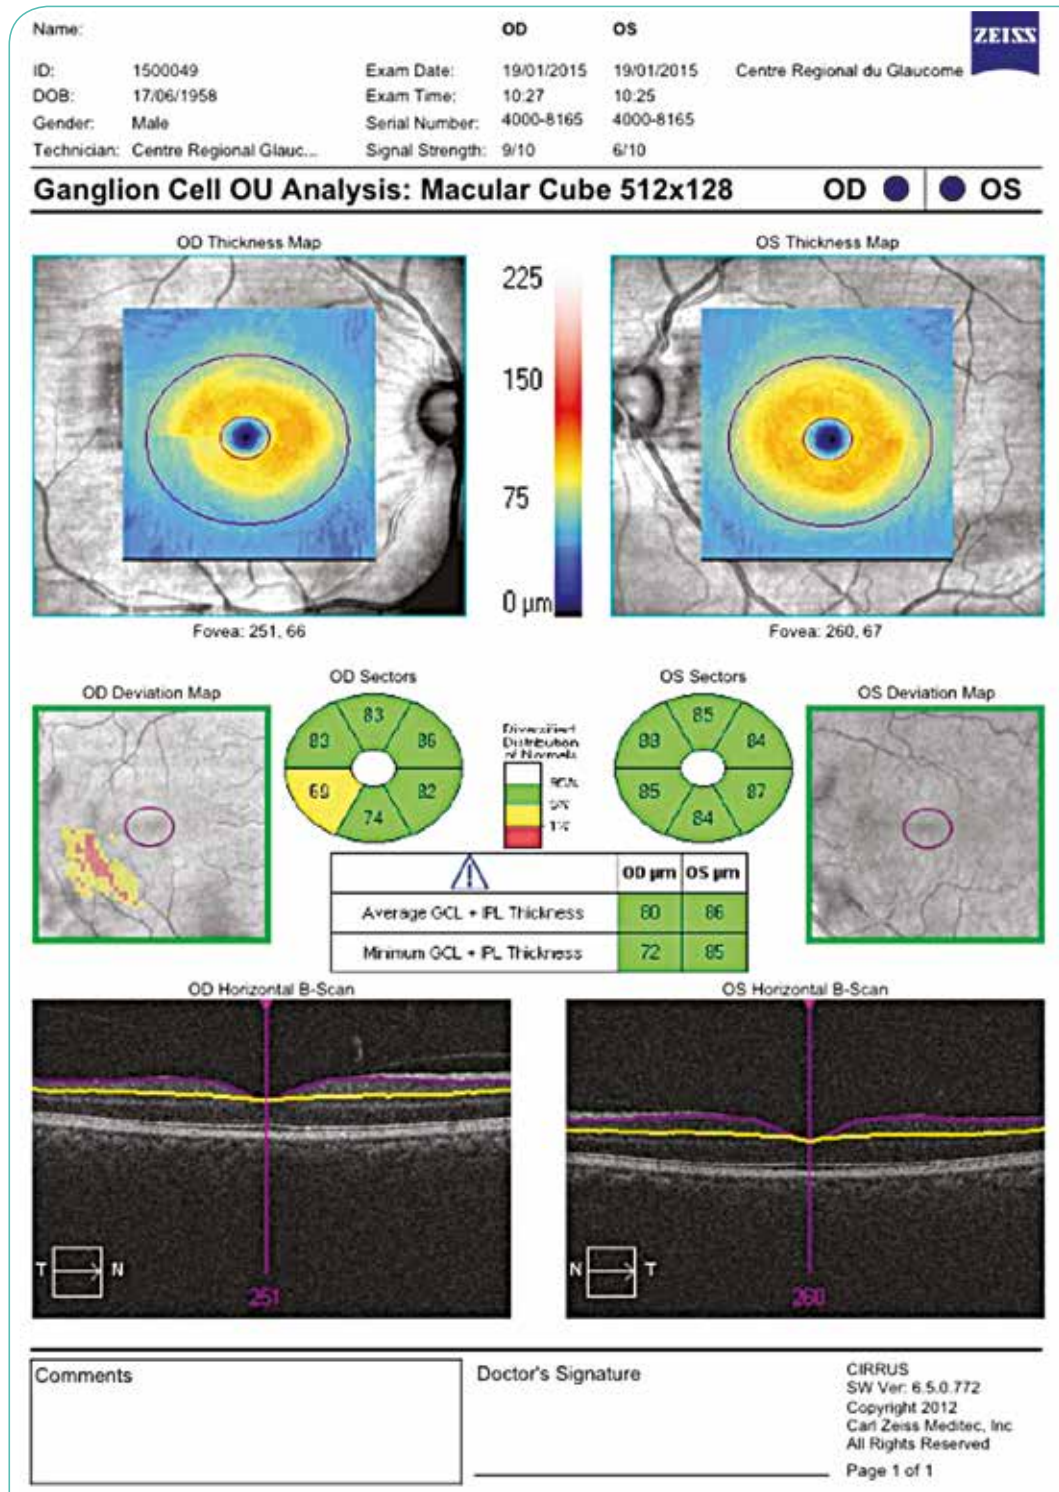 Name: OD OS
ZEISS
ID: 1500049 Exam Date: 19/01/2015 19/01/2015 Centre Regional du Glaucome
DOB: 17/06/1958 Exam Time: 10:27 10:25
Gender: Male Serial Number: 4000-8165 4000-8165
Technician: Centre Regional Glauc... Signal Strength: 9/10 6/10
Ganglion Cell OU Analysis: Macular Cube 512x128 OD OS
OD Thickness Map OS Thickness Map
225
150
75
0 µm
Fovea: 251, 66 Fovea: 260, 67
OD Deviation Map OD Sectors OS Sectors OS Deviation Map
83
83 86
69 82
74
Diversified
Distribution
of Normals
95%
5%
1%
85
88 84
85 87
84
OD µm OS µm
Average GCL + IPL Thickness 80 86
Minimum GCL + IPL Thickness 72 85
OD Horizontal B-Scan OS Horizontal B-Scan
T N
251
N T
260
Comments
Doctor's Signature
CIRRUS
SW Ver: 6.5.0.772
Copyright 2012
Carl Zeiss Meditec, Inc
All Rights Reserved
Page 1 of 1